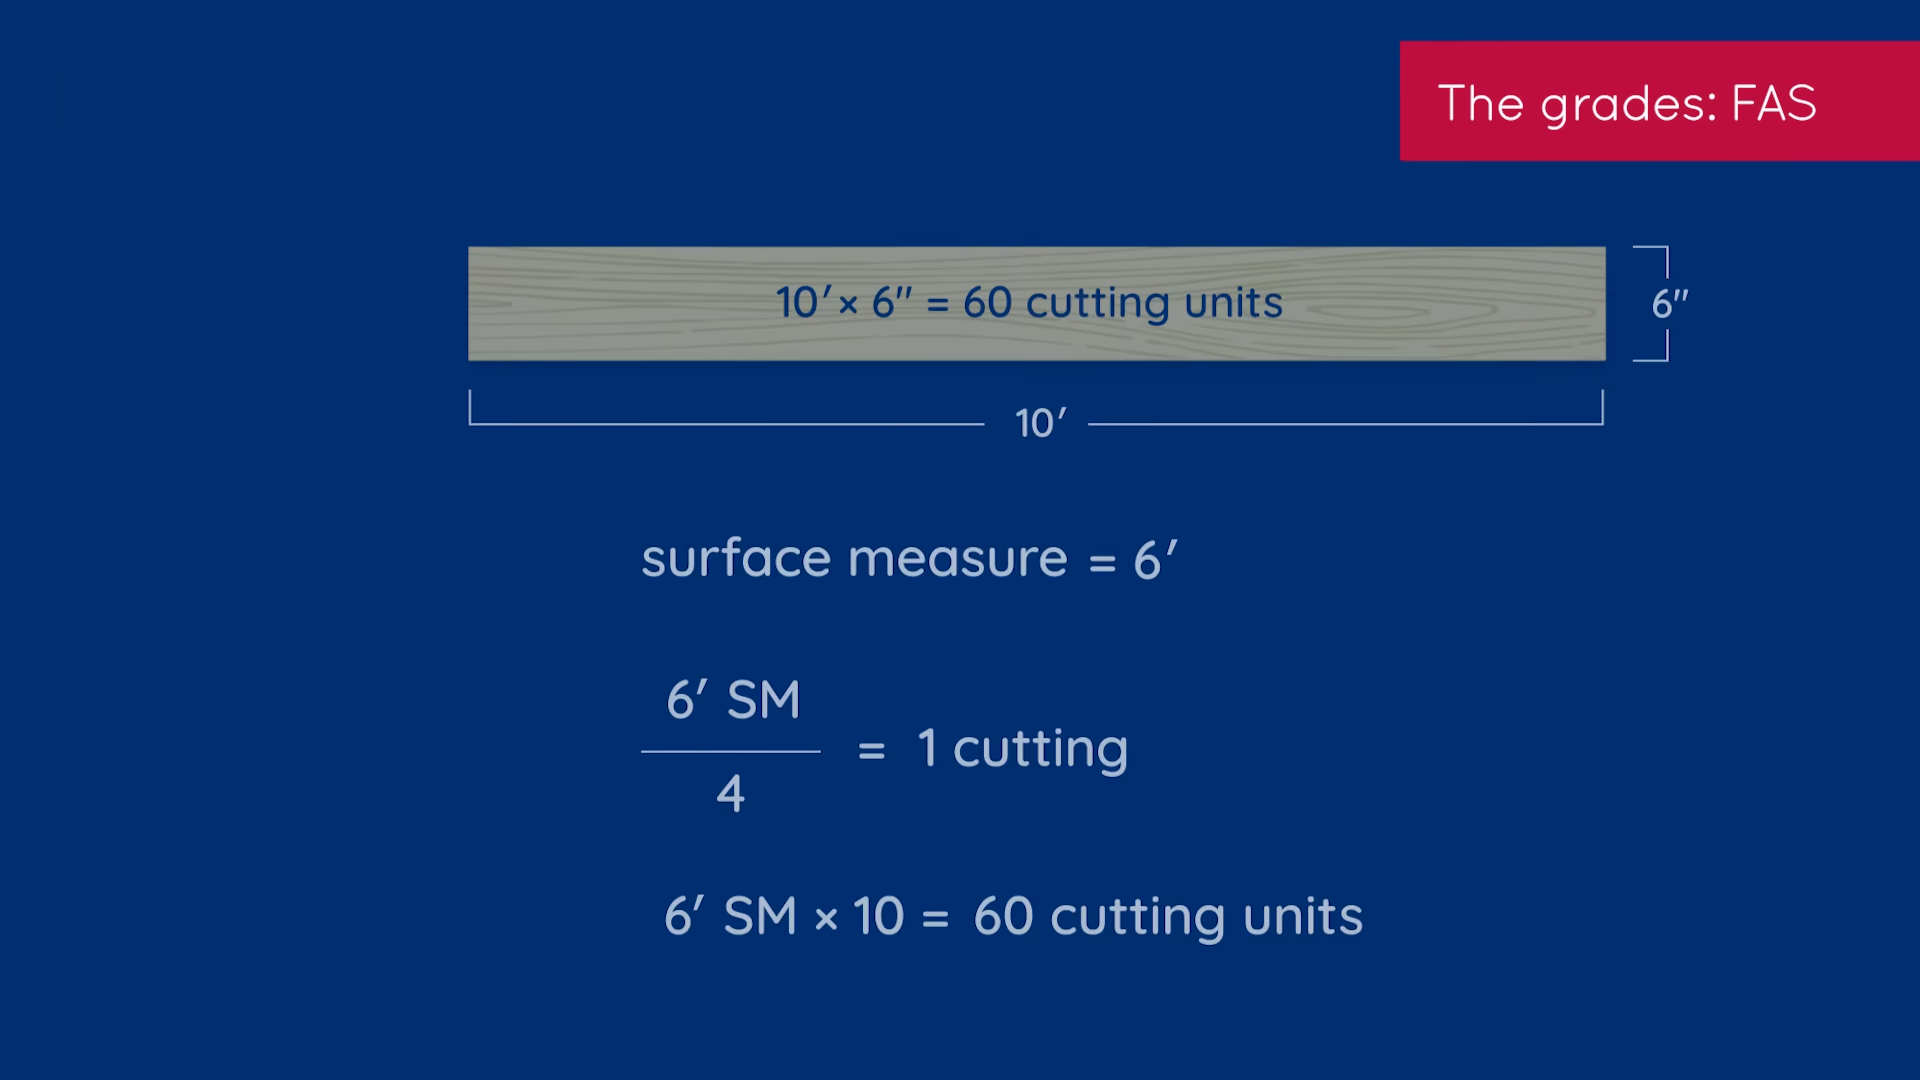 The grades: FAS
10′× 6″ = 60 cutting units
6″
10′
surface measure = 6′
6′ SM
4
= 1 cutting
6′ SM × 10 = 60 cutting units